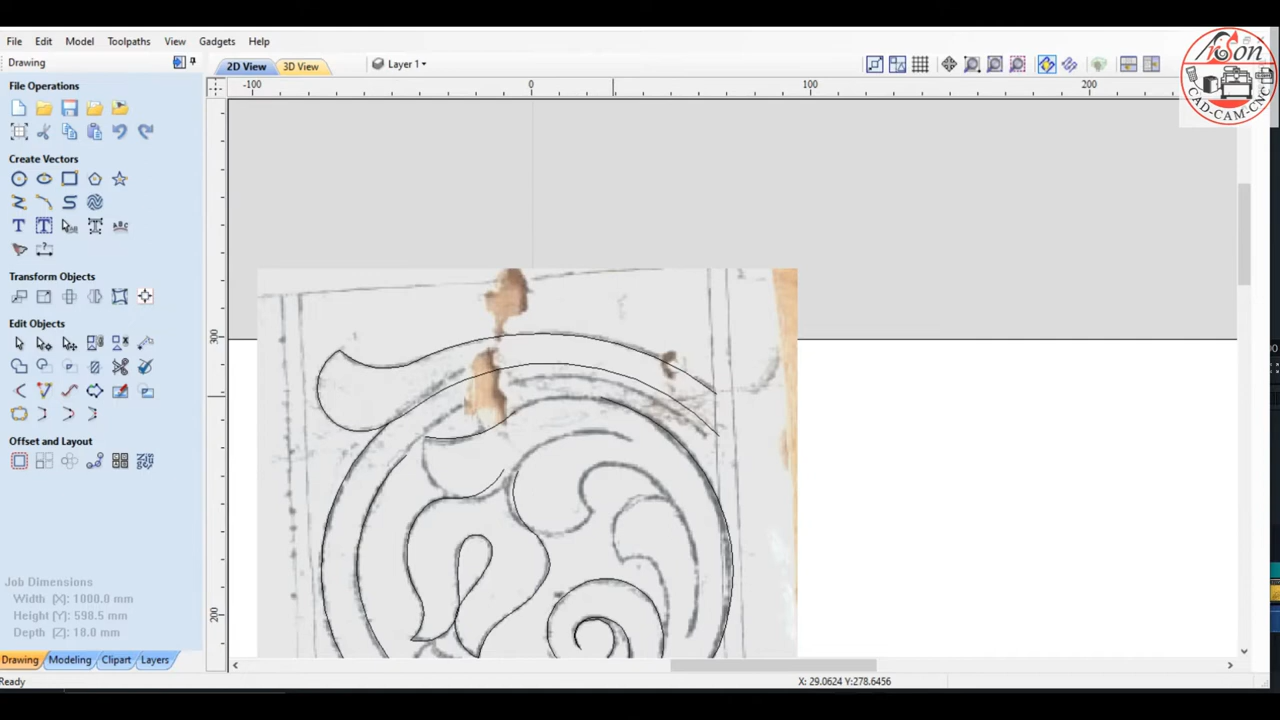 File Edit Model Toolpaths View Gadgets Help
Drawing
2D View 3D View Layer 1
-100 0 100 200
File Operations
Create Vectors
Transform Objects
Edit Objects
Offset and Layout
300
200
Job Dimensions
Width (X): 1000.0 mm
Height (Y): 598.5 mm
Depth (Z): 18.0 mm
Drawing Modeling Clipart Layers
Ready
X: 29.0624 Y:278.6456
CAD-CAM-CNC